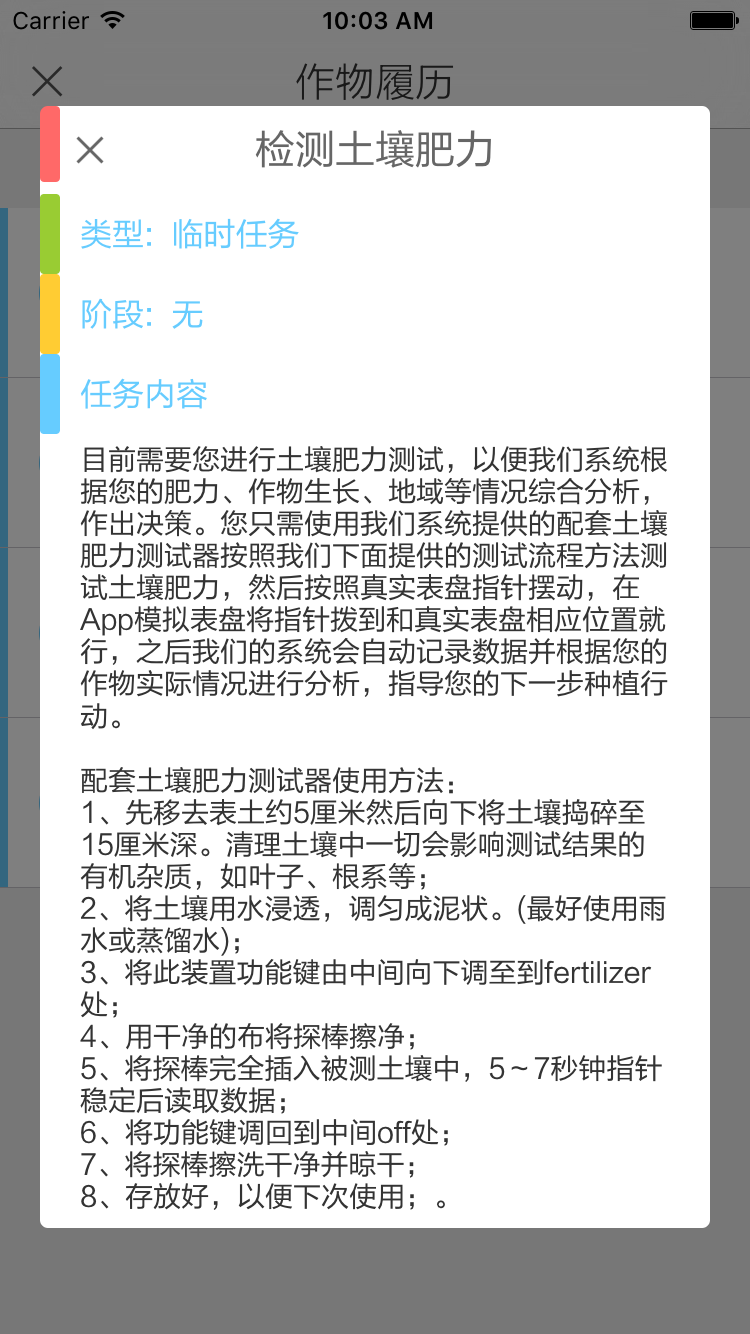 Carrier 10:03 AM
作物履历
检测土壤肥力
类型: 临时任务
阶段: 无
任务内容
目前需要您进行土壤肥力测试，以便我们系统根
据您的肥力、作物生长、地域等情况综合分析，
作出决策。您只需使用我们系统提供的配套土壤
肥力测试器按照我们下面提供的测试流程方法测
试土壤肥力，然后按照真实表盘指针摆动，在
App模拟表盘将指针拨到和真实表盘相应位置就
行，之后我们的系统会自动记录数据并根据您的
作物实际情况进行分析，指导您的下一步种植行
动。
配套土壤肥力测试器使用方法：
1、先移去表土约5厘米然后向下将土壤捣碎至
15厘米深。清理土壤中一切会影响测试结果的
有机杂质，如叶子、根系等；
2、将土壤用水浸透，调匀成泥状。(最好使用雨
水或蒸馏水)；
3、将此装置功能键由中间向下调至到fertilizer
处；
4、用干净的布将探棒擦净；
5、将探棒完全插入被测土壤中，5～7秒钟指针
稳定后读取数据；
6、将功能键调回到中间off处；
7、将探棒擦洗干净并晾干；
8、存放好，以便下次使用；。